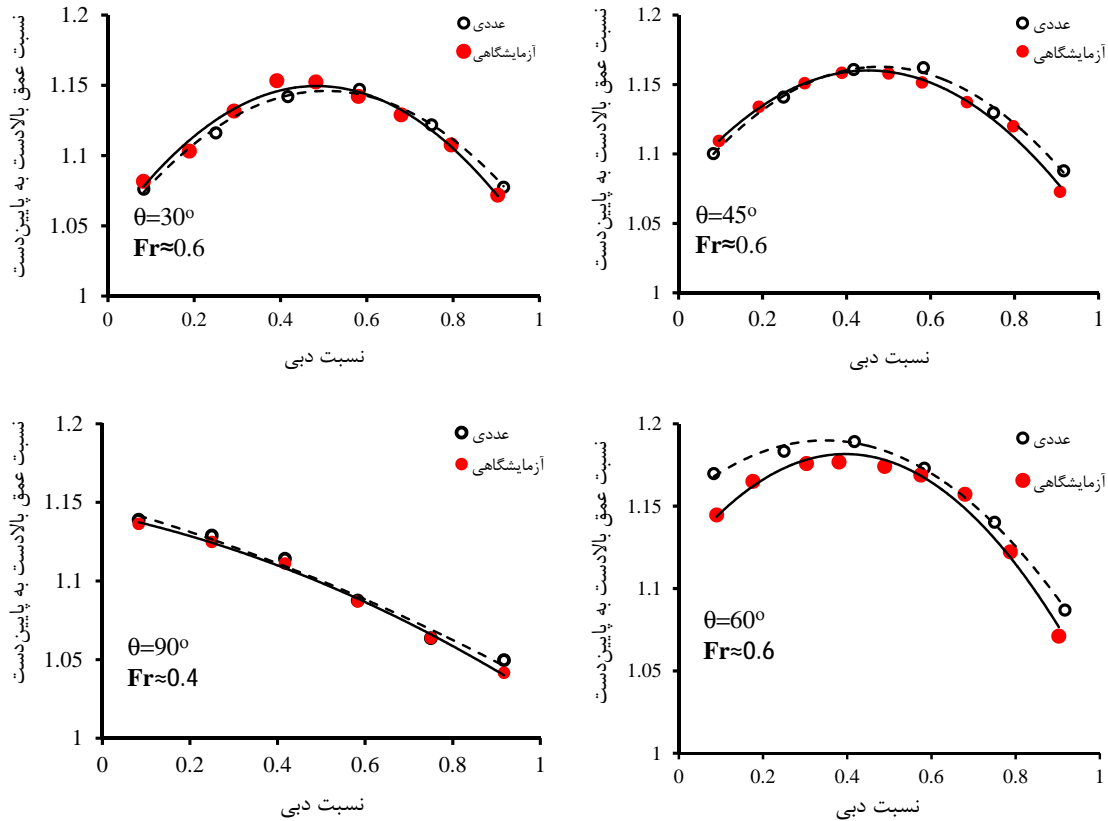 نسبت عمق بالادست به پایین‌دست
1.2
1.15
1.1
1.05
1
0
0.2
0.4
0.6
0.8
1
نسبت دبی
عددی
آزمایشگاهی
θ=30º
Fr≈0.6
نسبت عمق بالادست به پایین‌دست
1.2
1.15
1.1
1.05
1
0
0.2
0.4
0.6
0.8
1
نسبت دبی
عددی
آزمایشگاهی
θ=45º
Fr≈0.6
نسبت عمق بالادست به پایین‌دست
1.2
1.15
1.1
1.05
1
0
0.2
0.4
0.6
0.8
1
نسبت دبی
عددی
آزمایشگاهی
θ=90º
Fr≈0.4
نسبت عمق بالادست به پایین‌دست
1.2
1.15
1.1
1.05
1
0
0.2
0.4
0.6
0.8
1
نسبت دبی
عددی
آزمایشگاهی
θ=60º
Fr≈0.6